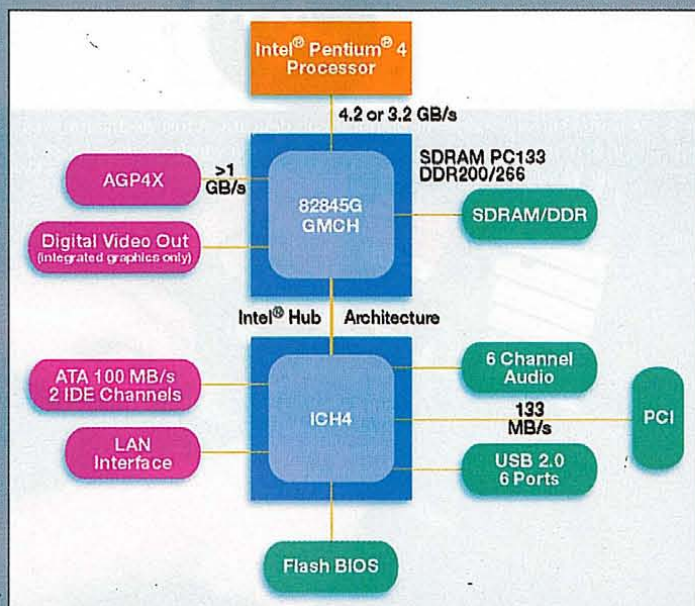 Intel® Pentium® 4
Processor
4.2 or 3.2 GB/s
AGP4X
>1
GB/s
SDRAM PC133
DDR200/266
82845G
GMCH
SDRAM/DDR
Digital Video Out
(integrated graphics only)
Intel® Hub Architecture
ATA 100 MB/s
2 IDE Channels
6 Channel
Audio
ICH4
133
MB/s
PCI
LAN
Interface
USB 2.0
6 Ports
Flash BIOS